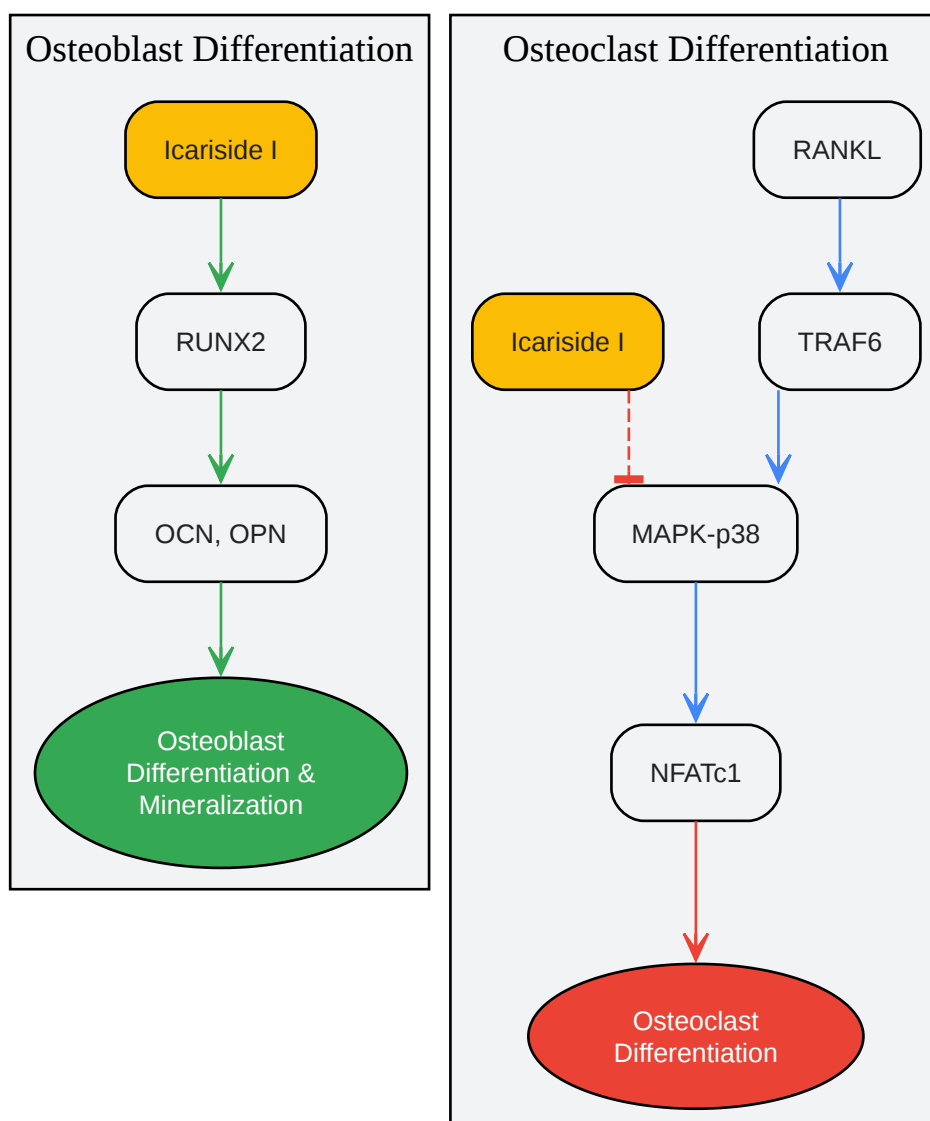 Osteoblast Differentiation
Icariside I
RUNX2
OCN, OPN
Osteoblast
Differentiation &
Mineralization
Osteoclast Differentiation
RANKL
Icariside I
TRAF6
MAPK-p38
NFATc1
Osteoclast
Differentiation